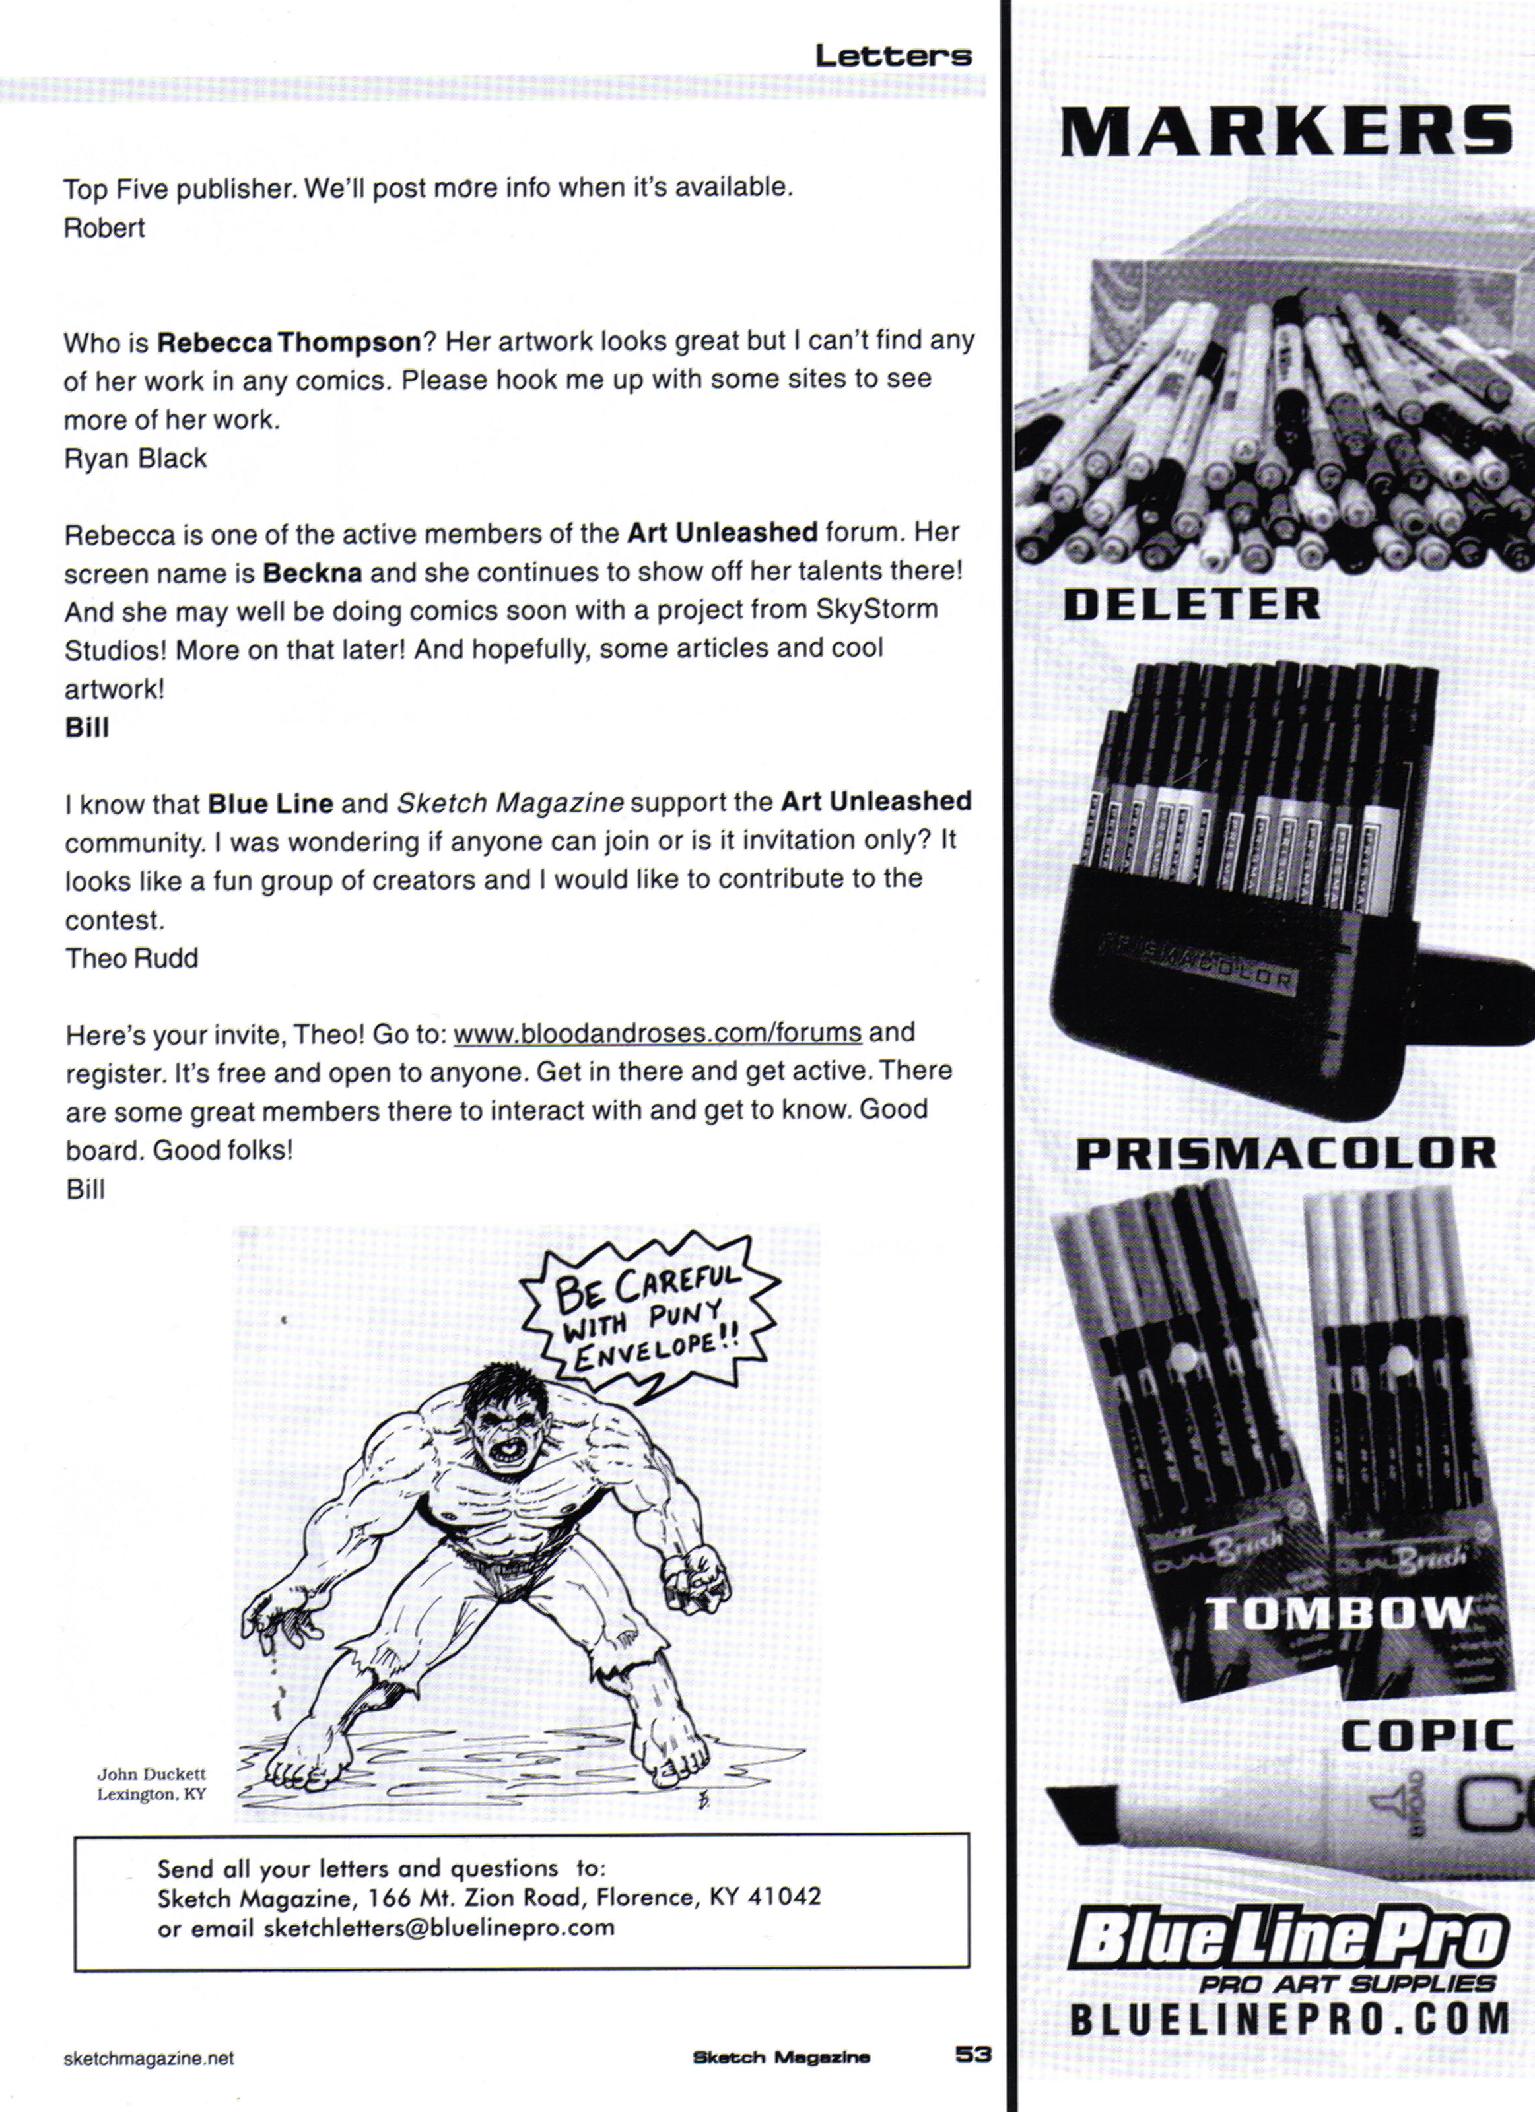 Letters
Top Five publisher. We'll post more info when it's available.
Robert
Who is Rebecca Thompson? Her artwork looks great but I can't find any
of her work in any comics. Please hook me up with some sites to see
more of her work.
Ryan Black
Rebecca is one of the active members of the Art Unleashed forum. Her
screen name is Beckna and she continues to show off her talents there!
And she may well be doing comics soon with a project from SkyStorm
Studios! More on that later! And hopefully, some articles and cool
artwork!
Bill
I know that Blue Line and Sketch Magazine support the Art Unleashed
community. I was wondering if anyone can join or is it invitation only? It
looks like a fun group of creators and I would like to contribute to the
contest.
Theo Rudd
Here's your invite, Theo! Go to: www.bloodandroses.com/forums and
register. It's free and open to anyone. Get in there and get active. There
are some great members there to interact with and get to know. Good
board. Good folks!
Bill
BE CAREFUL
WITH PUNY
ENVELOPE!!
John Duckett
Lexington, KY
Send all your letters and questions to:
Sketch Magazine, 166 Mt. Zion Road, Florence, KY 41042
or email sketchletters@bluelinepro.com
sketchmagazine.net
Sketch Magazine 53
MARKERS
DELETER
PRISMACOLOR
PRISMACOLOR
DUAL Brush
DUAL Brush
TOMBOW
COPIC
BROAD
Blue Line Pro
PRO ART SUPPLIES
BLUELINEPRO.COM